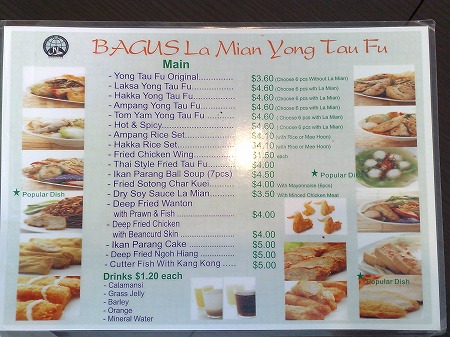 BAGUS La Mian Yong Tau Fu
Main
- Yong Tau Fu Original............... $3.60 (Choose 6 pcs Without La Mian)
- Laksa Yong Tau Fu................. $4.60 (Choose 6 pcs with La Mian)
- Hakka Yong Tau Fu................ $4.60 (Choose 6 pcs with La Mian)
- Ampang Yong Tau Fu............. $4.60 (Choose 6 pcs with La Mian)
- Tom Yam Yong Tau Fu........... $4.60 (Choose 6 pcs with La Mian)
- Hot & Spicy............................ $4.60 (Choose 6 pcs with La Mian)
- Ampang Rice Set.................... $4.10 (with Rice or Mee Hoon)
- Hakka Rice Set....................... $4.10 (with Rice or Mee Hoon)
- Fried Chicken Wing................. $1.50 each
- Thai Style Fried Tau Fu........... $4.00
- Ikan Parang Ball Soup (7pcs) $4.50 Popular Di
- Fried Sotong Char Kuei........... $4.00 With Mayonnaise (6pcs)
- Dry Soy Sauce La Mian........... $3.50 With Minced Chicken Meat
Popular Dish
- Deep Fried Wanton
with Prawn & Fish ..................... $4.00
- Deep Fried Chicken
with Beancurd Skin .................. $4.00
- Ikan Parang Cake ................... $5.00
- Deep Fried Ngoh Hiang .......... $5.00
- Cutter Fish With Kang Kong ..... $5.00
Popular Dish
Drinks $1.20 each
- Calamansi
- Grass Jelly
- Barley
- Orange
- Mineral Water